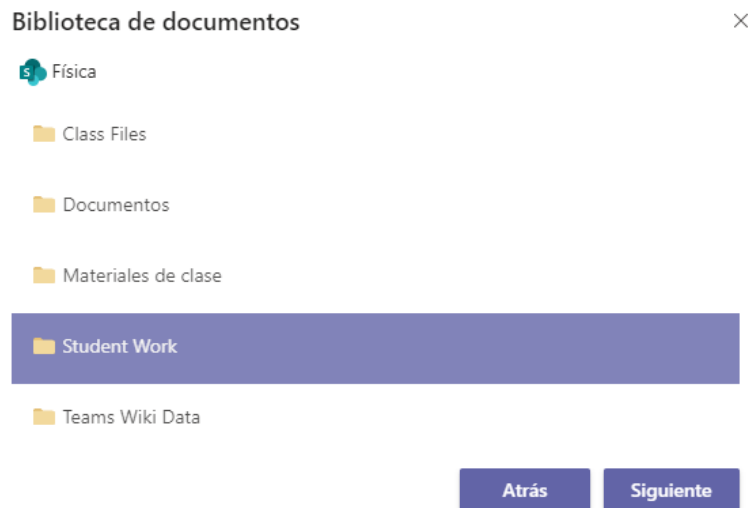 Biblioteca de documentos
Física
Class Files
Documentos
Materiales de clase
Student Work
Teams Wiki Data
Atrás Siguiente